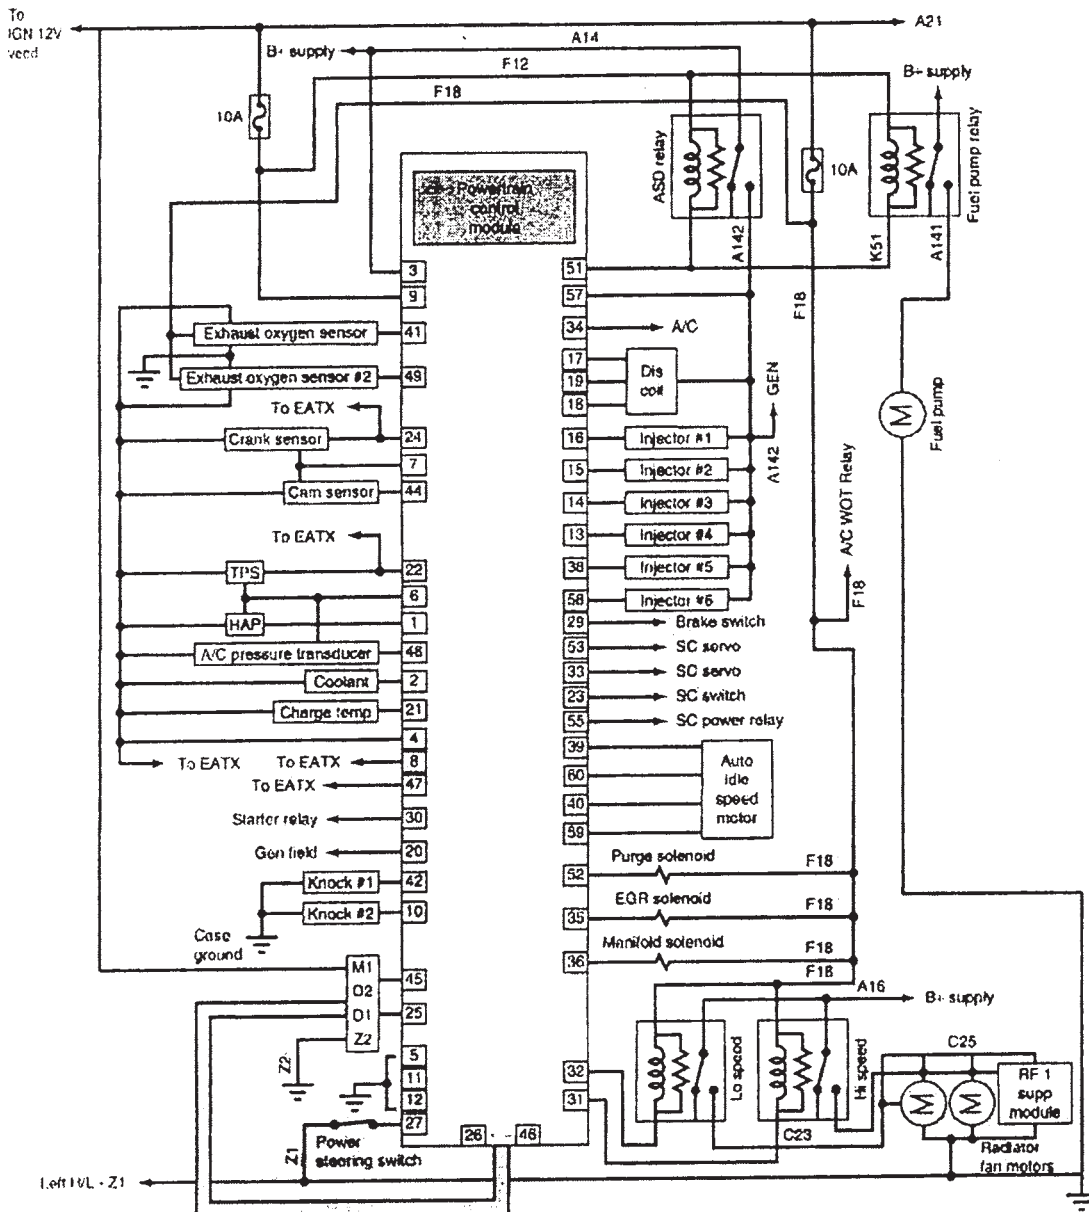 To
IGN 12V
A21
B+ supply
A14
F12
F18
B+ supply
10A
ASD relay
10A
Fuel pump relay
Powertrain
control
module
A142
K51
A141
F18
3
9
41
49
24
7
44
22
6
1
48
2
21
4
8
47
30
20
42
10
45
25
5
11
12
27
26
46
Exhaust oxygen sensor
Exhaust oxygen sensor #2
To EATX
Crank sensor
Cam sensor
To EATX
TPS
A/C pressure transducer
Coolant
Charge temp
To EATX
To EATX
To EATX
Starter relay
Gen field
Knock #1
Knock #2
Case
ground
M1
D2
D1
Z2
Z2
Power
steering switch
Z1
51
57
34
17
19
18
16
15
14
13
38
58
29
53
33
23
55
39
60
40
59
52
35
36
32
31
A/C
Dis
coil
GEN
A142
Injector #1
Injector #2
Injector #3
Injector #4
Injector #5
Injector #6
Brake switch
SC servo
SC servo
SC switch
SC power relay
Auto
idle
speed
motor
M
Fuel pump
A/C WOT Relay
F18
Purge solenoid
F18
EGR solenoid
F18
Manifold solenoid
F18
F18
A16
B+ supply
Lo speed
Hi speed
C25
C23
M
M
RF 1
supp
module
Radiator
fan motors